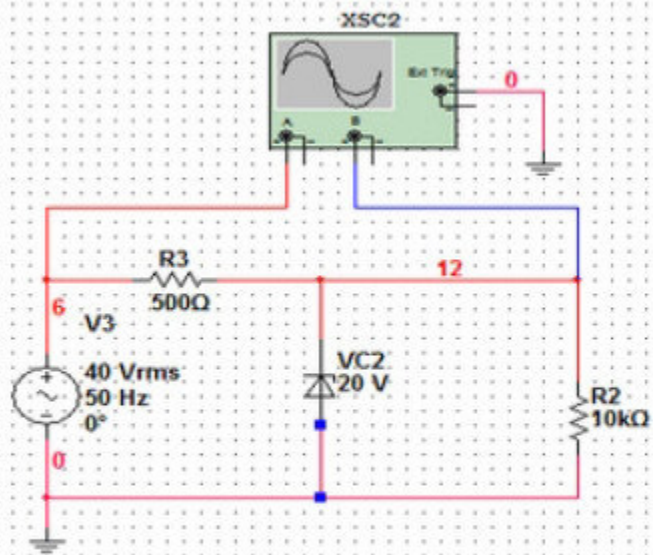 XSC2
Ext Trig
0
A
B
R3
12
500Ω
6
V3
40 Vrms
50 Hz
0°
VC2
20 V
R2
10kΩ
0